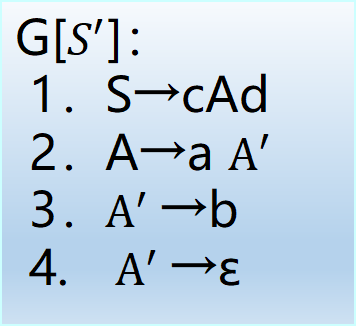 G[S′]:
1. S→cAd
2. A→a A′
3. A′ →b
4. A′ →ε